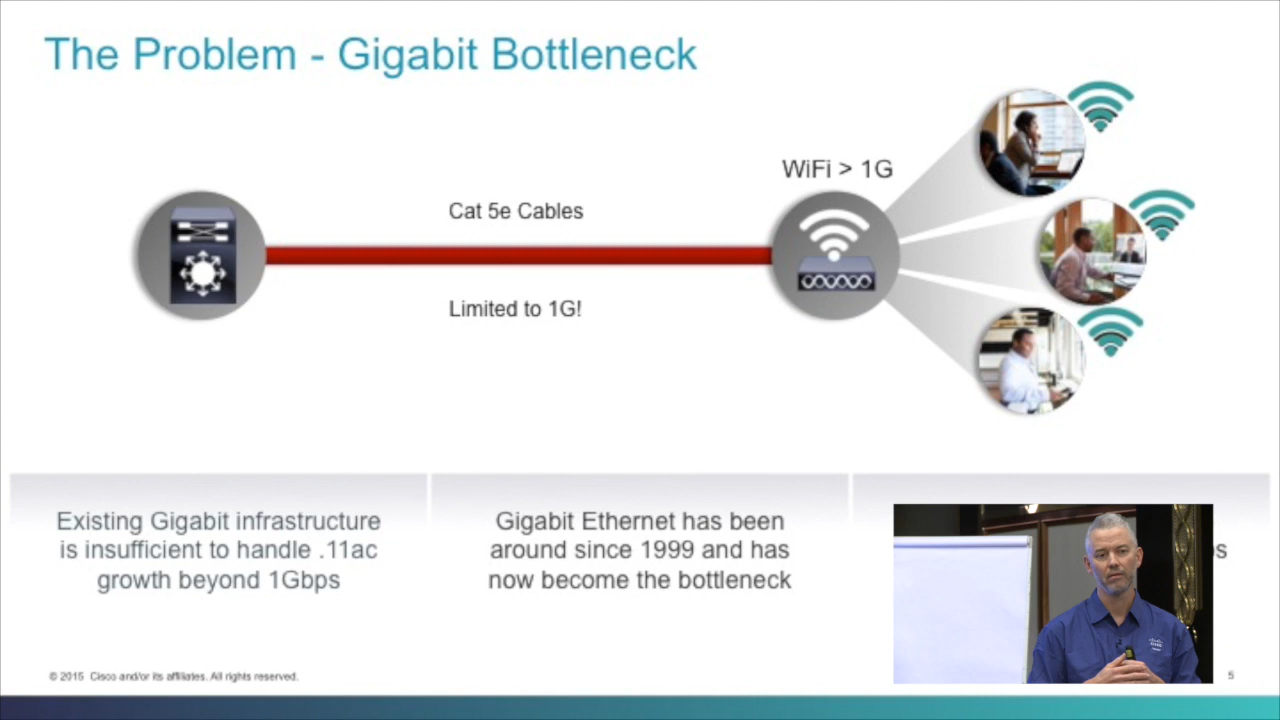 The Problem - Gigabit Bottleneck
WiFi > 1G
Cat 5e Cables
Limited to 1G!
Existing Gigabit infrastructure
is insufficient to handle .11ac
growth beyond 1Gbps
Gigabit Ethernet has been
around since 1999 and has
now become the bottleneck
© 2015 Cisco and/or its affiliates. All rights reserved.
5